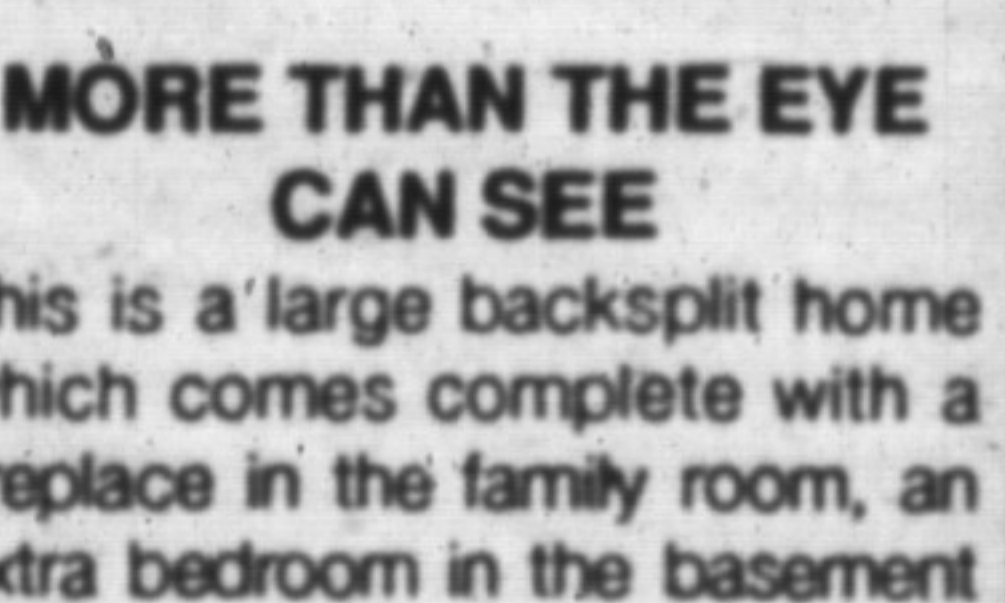 MORE THAN THE EYE
CAN SEE
his is a large backsplit home
hich comes complete with a
replace in the family room, an
xtra bedroom in the basement